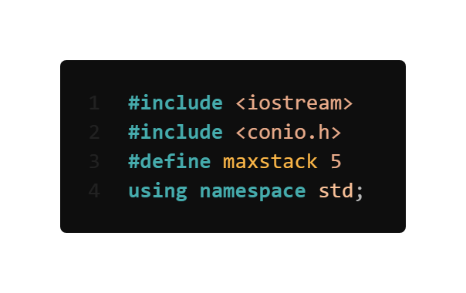 1 #include <iostream>
2 #include <conio.h>
3 #define maxstack 5
4 using namespace std;